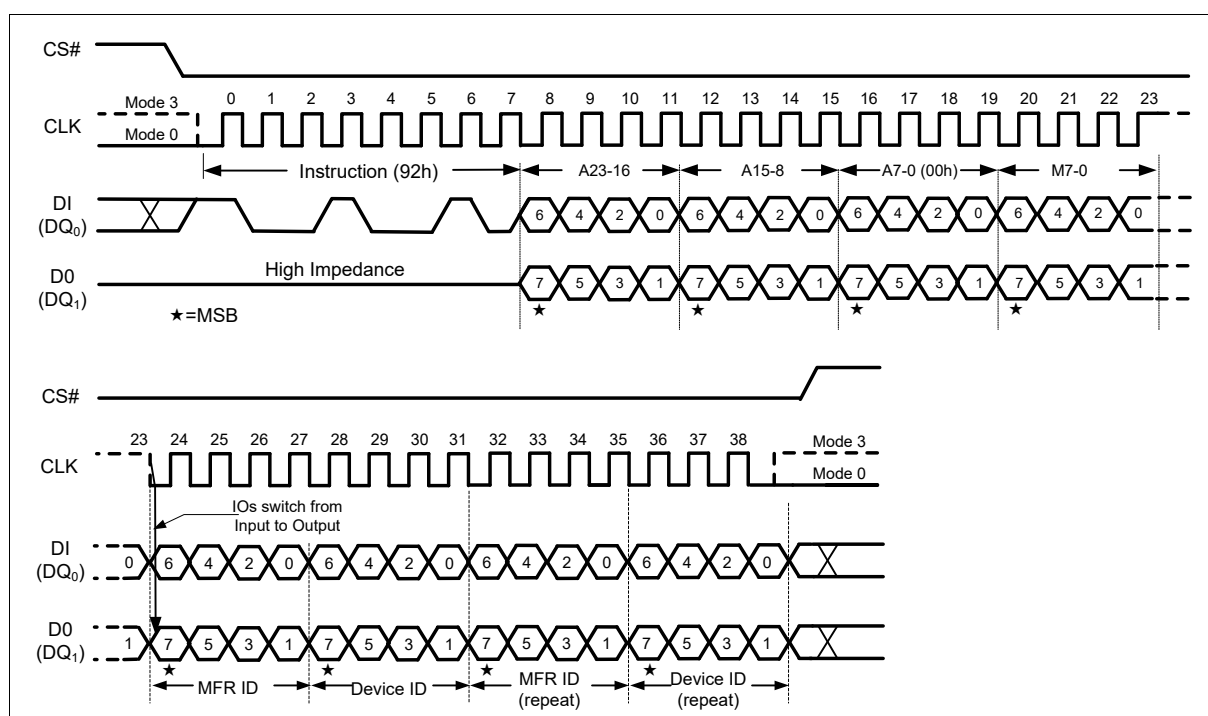 CS#
Mode 3
0 1 2 3 4 5 6 7 8 9 10 11 12 13 14 15 16 17 18 19 20 21 22 23
CLK
Mode 0
Instruction (92h) A23-16 A15-8 A7-0 (00h) M7-0
DI
(DQ0)
6 4 2 0 6 4 2 0 6 4 2 0 6 4 2 0
D0
(DQ1)
High Impedance
7 5 3 1 7 5 3 1 7 5 3 1 7 5 3 1
★ ★ ★ ★
★=MSB
CS#
23 24 25 26 27 28 29 30 31 32 33 34 35 36 37 38
Mode 3
CLK
Mode 0
IOs switch from
Input to Output
DI
(DQ0)
0 6 4 2 0 6 4 2 0 6 4 2 0 6 4 2 0
D0
(DQ1)
1 7 5 3 1 7 5 3 1 7 5 3 1 7 5 3 1
★ ★ ★ ★
MFR ID Device ID MFR ID
(repeat)
Device ID
(repeat)